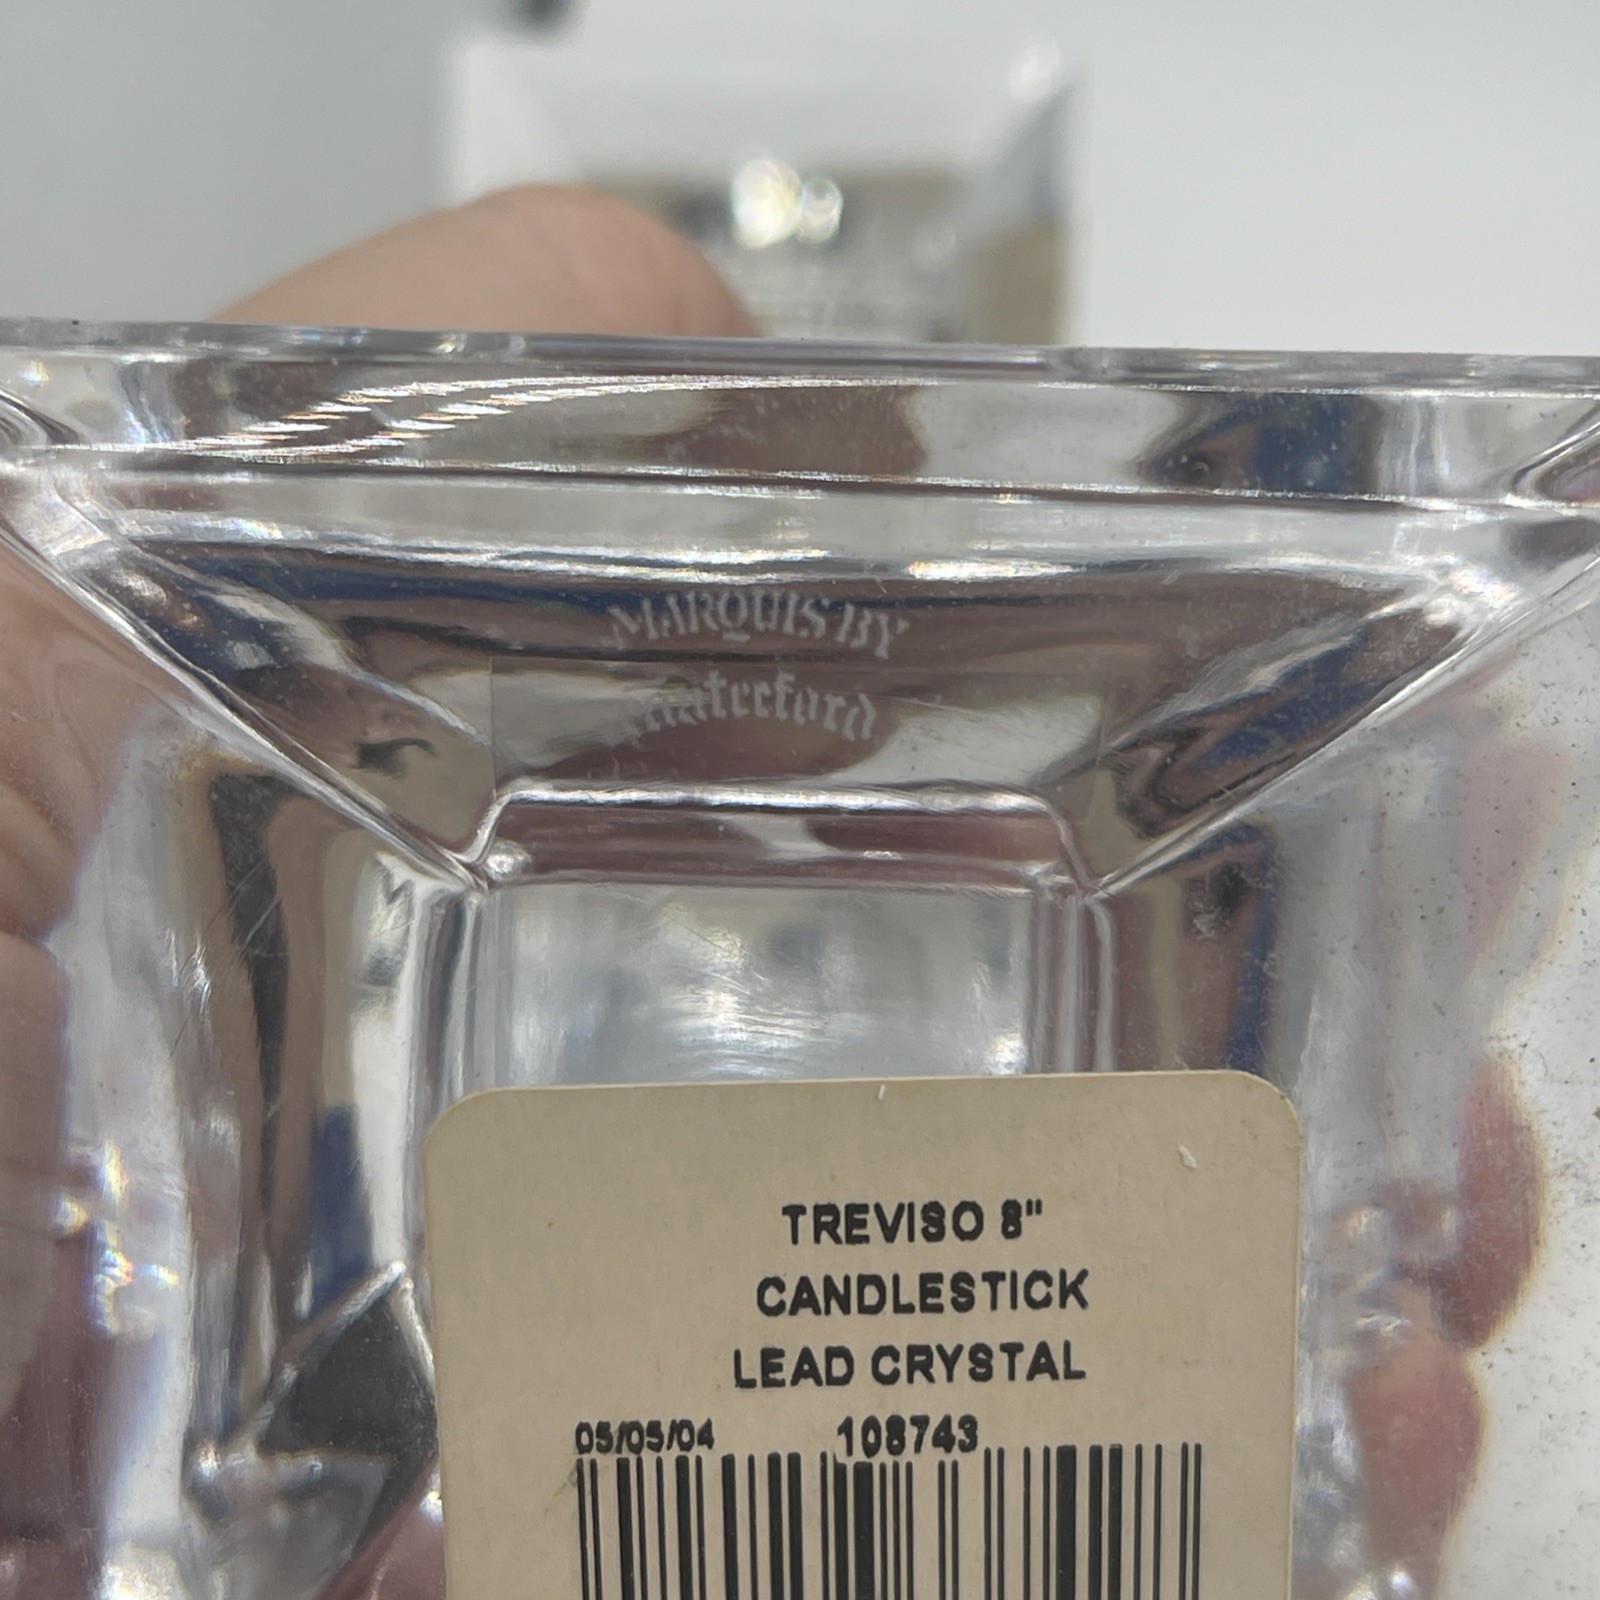 MARQUIS BY
waterford
TREVISO 8"
CANDLESTICK
LEAD CRYSTAL
05/05/04 108743